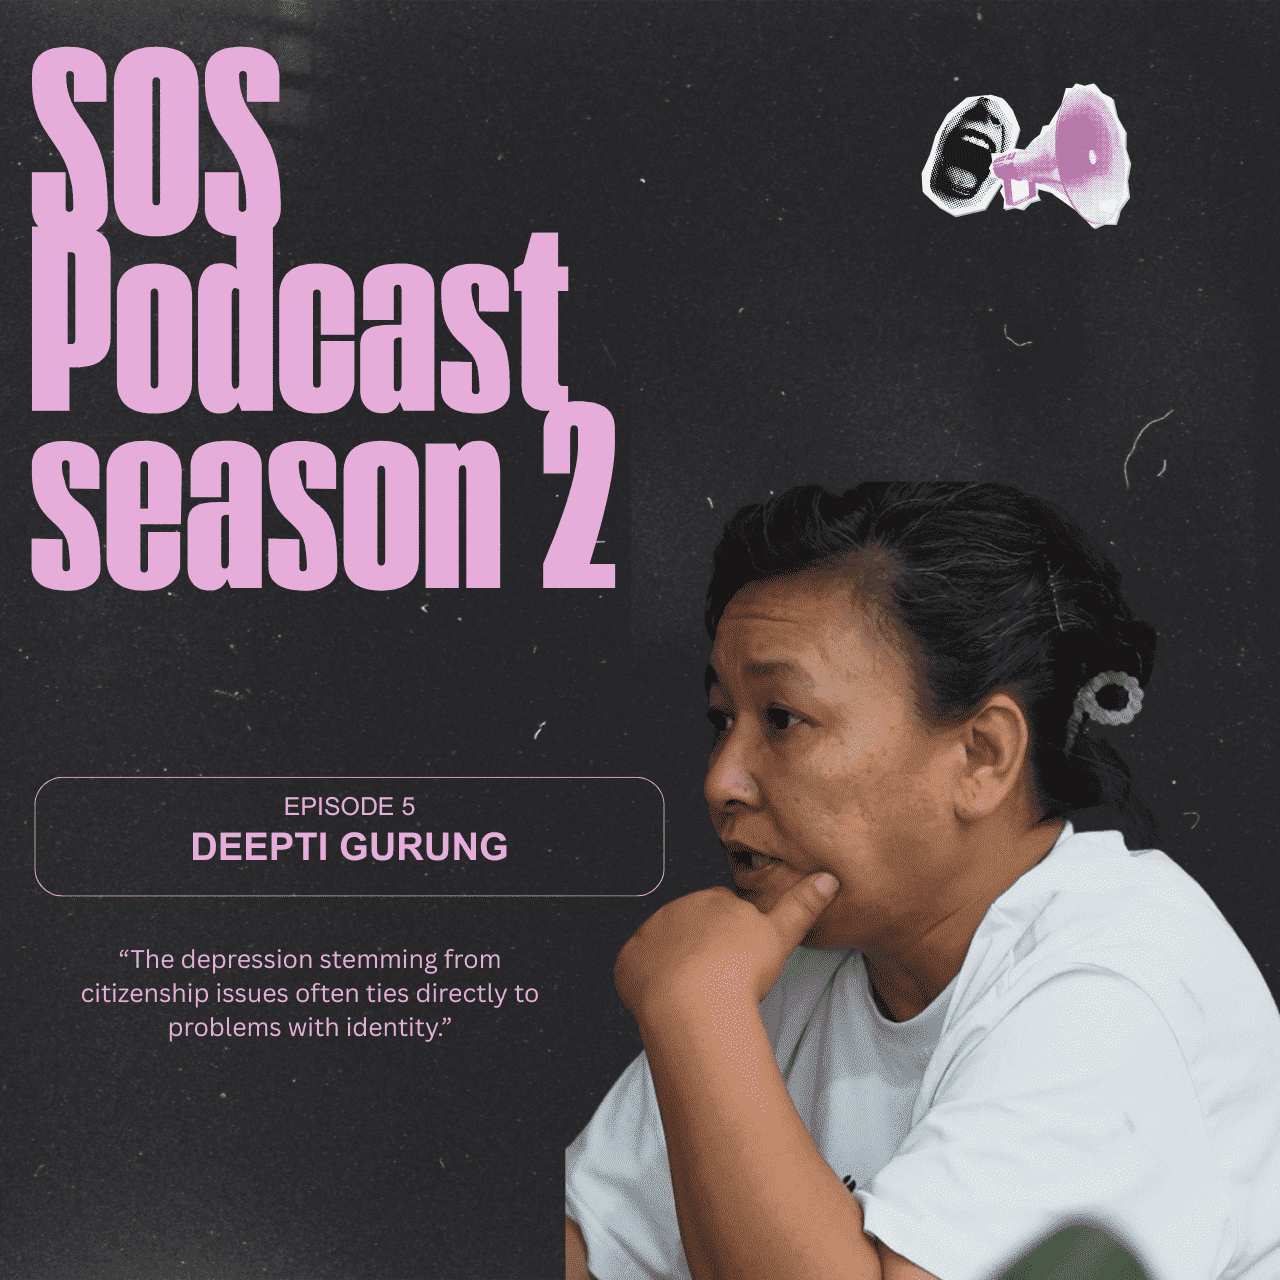 SOS
Podcast
season 2
EPISODE 5
DEEPTI GURUNG
“The depression stemming from
citizenship issues often ties directly to
problems with identity.”